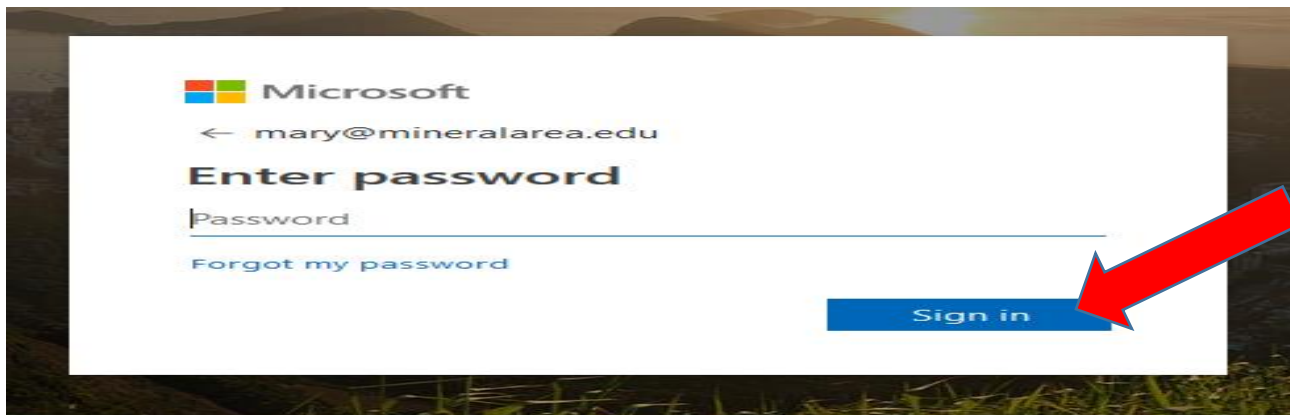 Microsoft
← mary@mineralarea.edu
Enter password
Password
Forgot my password
Sign in